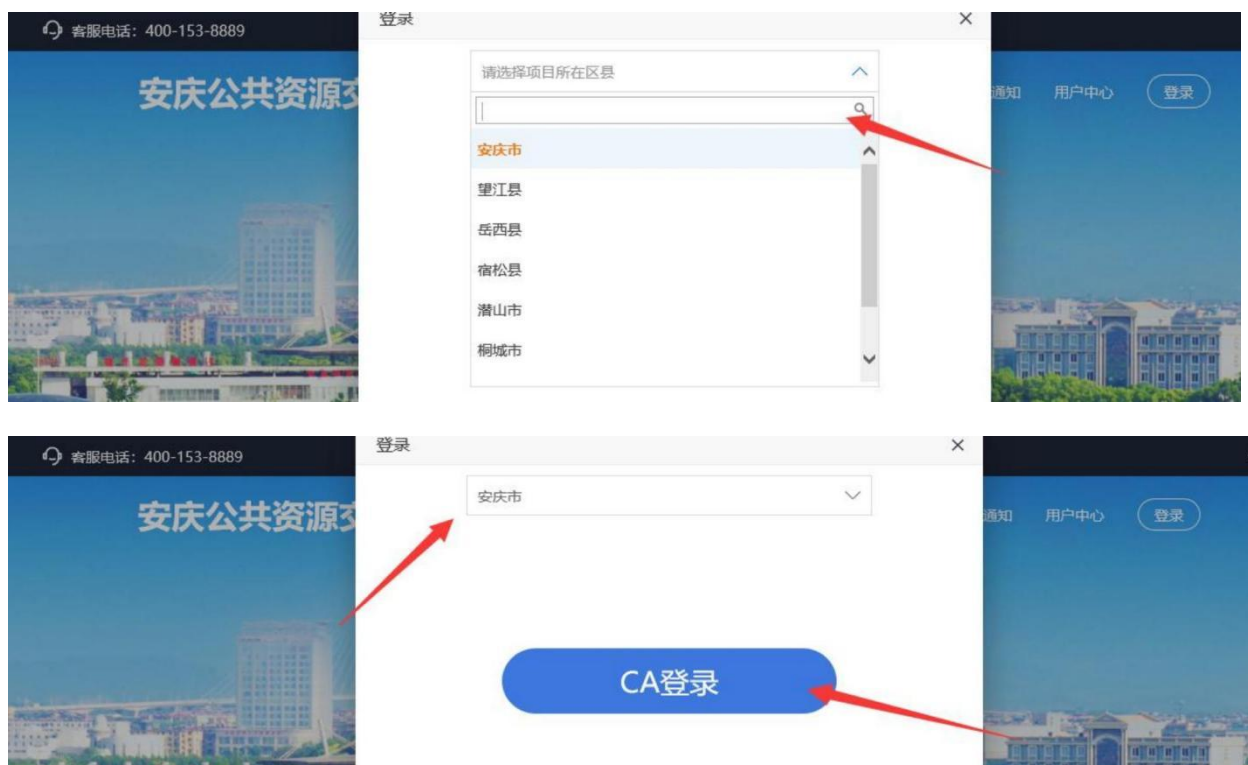 登录
客服电话：400-153-8889
请选择项目所在区县
安庆公共资源交
通知 用户中心 登录
安庆市
望江县
岳西县
宿松县
潜山市
桐城市
登录
客服电话：400-153-8889
安庆市
安庆公共资源交
通知 用户中心 登录
CA登录